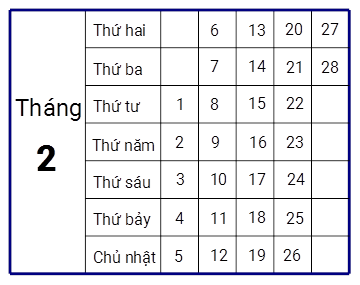 Tháng
2
Thứ hai 6 13 20 27
Thứ ba 7 14 21 28
Thứ tư 1 8 15 22
Thứ năm 2 9 16 23
Thứ sáu 3 10 17 24
Thứ bảy 4 11 18 25
Chủ nhật 5 12 19 26